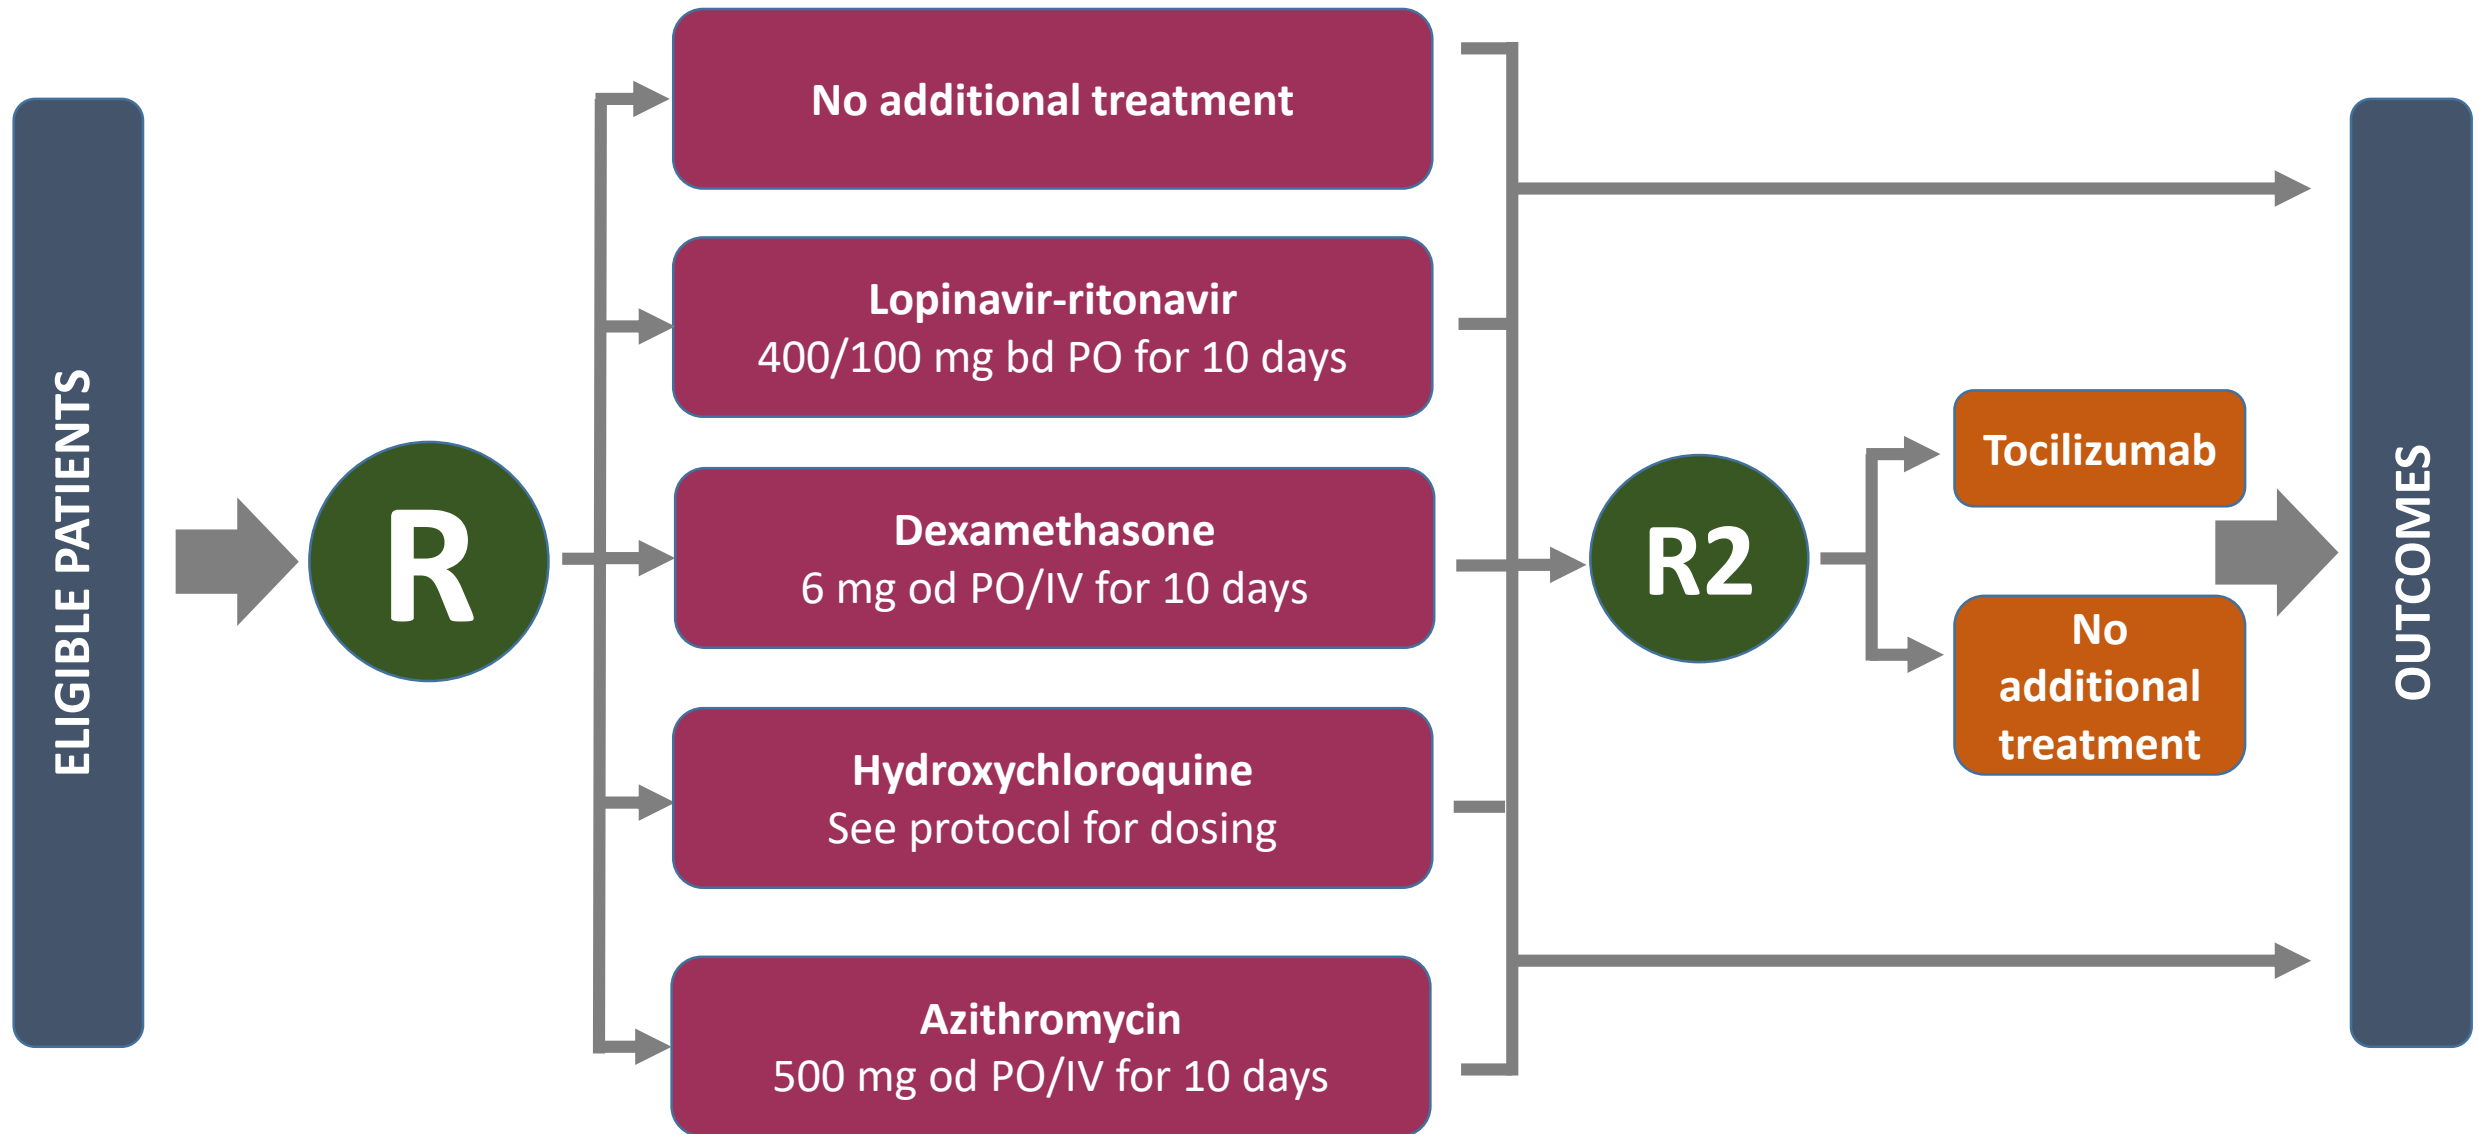 ELIGIBLE PATIENTS
R
No additional treatment
Lopinavir-ritonavir
400/100 mg bd PO for 10 days
Dexamethasone
6 mg od PO/IV for 10 days
Hydroxychloroquine
See protocol for dosing
Azithromycin
500 mg od PO/IV for 10 days
R2
Tocilizumab
No
additional
treatment
OUTCOMES